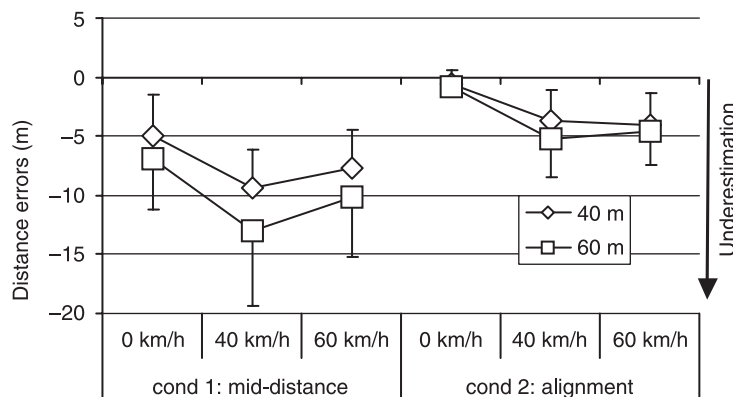 5
0
−5
−10
−15
−20
Distance errors (m)
40 m
60 m
Underestimation
0 km/h 40 km/h 60 km/h 0 km/h 40 km/h 60 km/h
cond 1: mid-distance cond 2: alignment